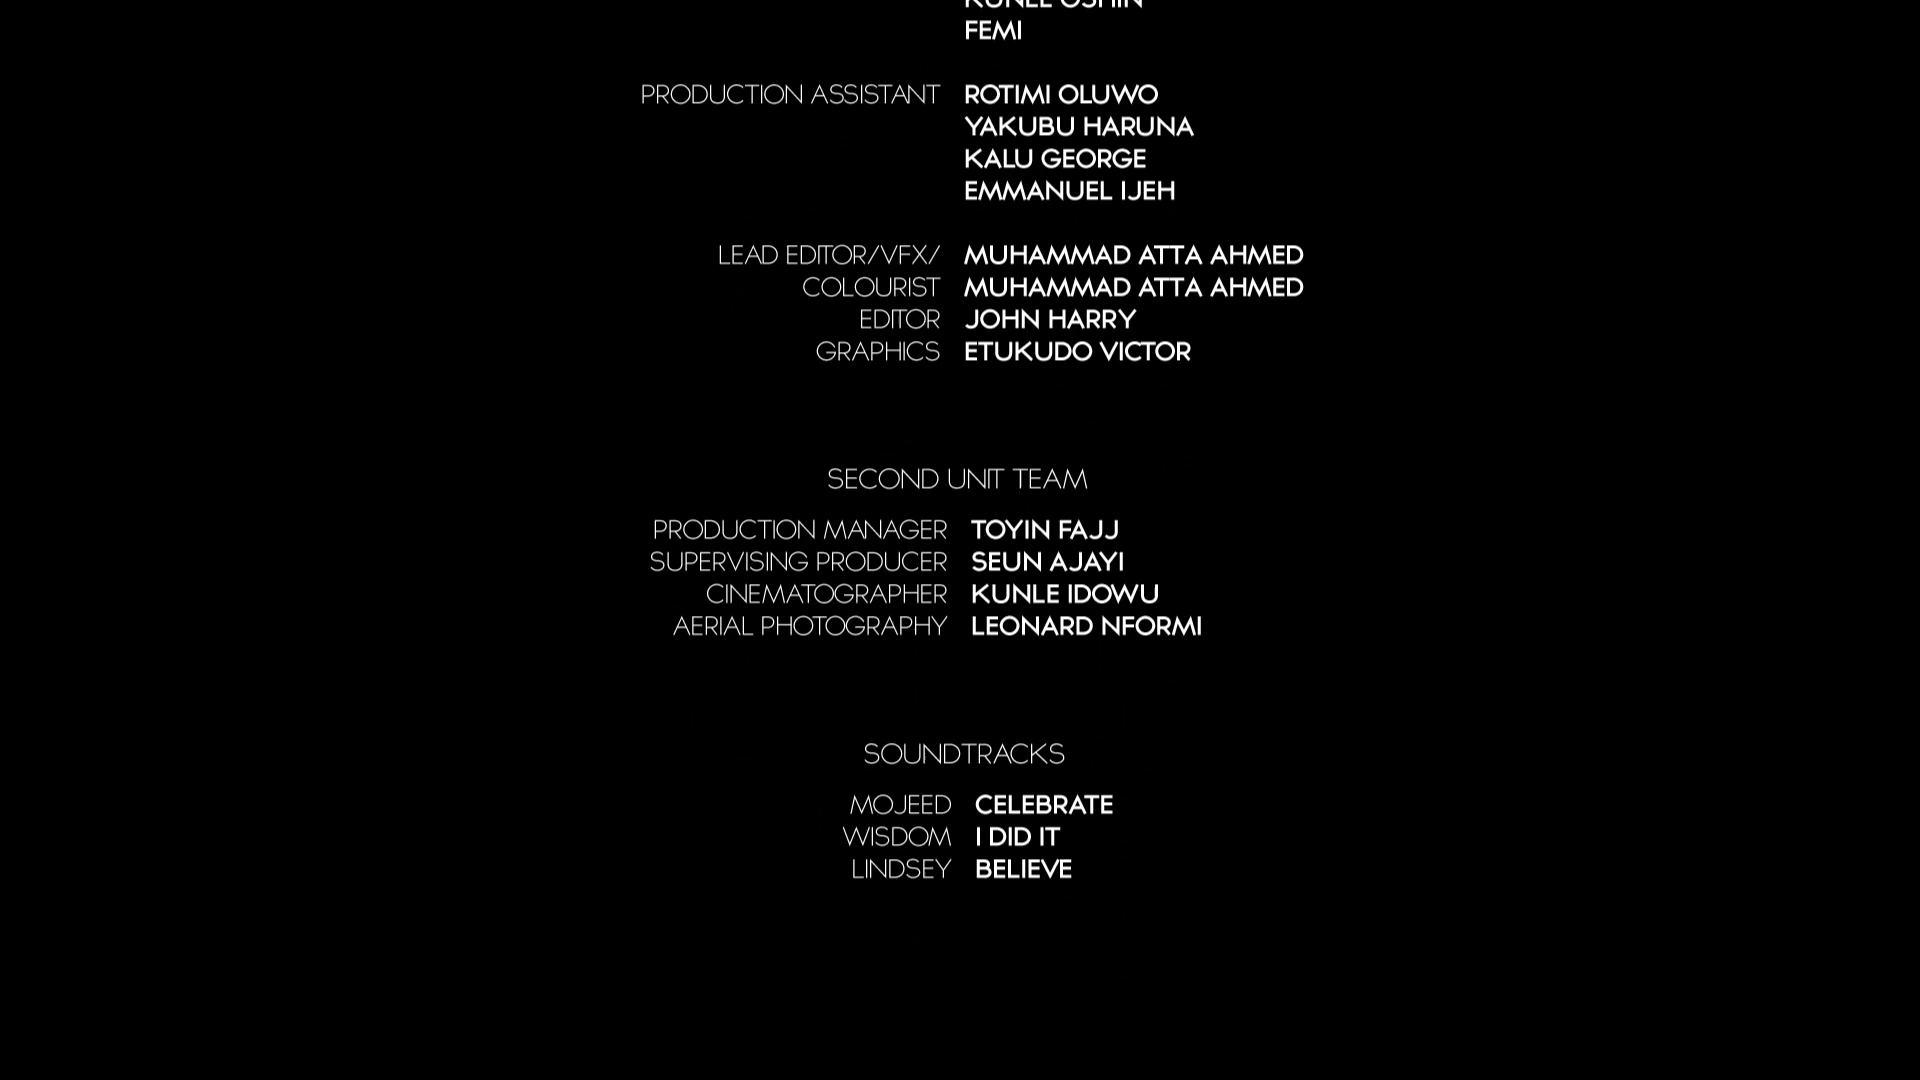 KUNLE OSHIN
FEMI
PRODUCTION ASSISTANT ROTIMI OLUWO
YAKUBU HARUNA
KALU GEORGE
EMMANUEL IJEH
LEAD EDITOR/VFX/ MUHAMMAD ATTA AHMED
COLOURIST MUHAMMAD ATTA AHMED
EDITOR JOHN HARRY
GRAPHICS ETUKUDO VICTOR
SECOND UNIT TEAM
PRODUCTION MANAGER TOYIN FAJJ
SUPERVISING PRODUCER SEUN AJAYI
CINEMATOGRAPHER KUNLE IDOWU
AERIAL PHOTOGRAPHY LEONARD NFORMI
SOUNDTRACKS
MOJEED CELEBRATE
WISDOM I DID IT
LINDSEY BELIEVE